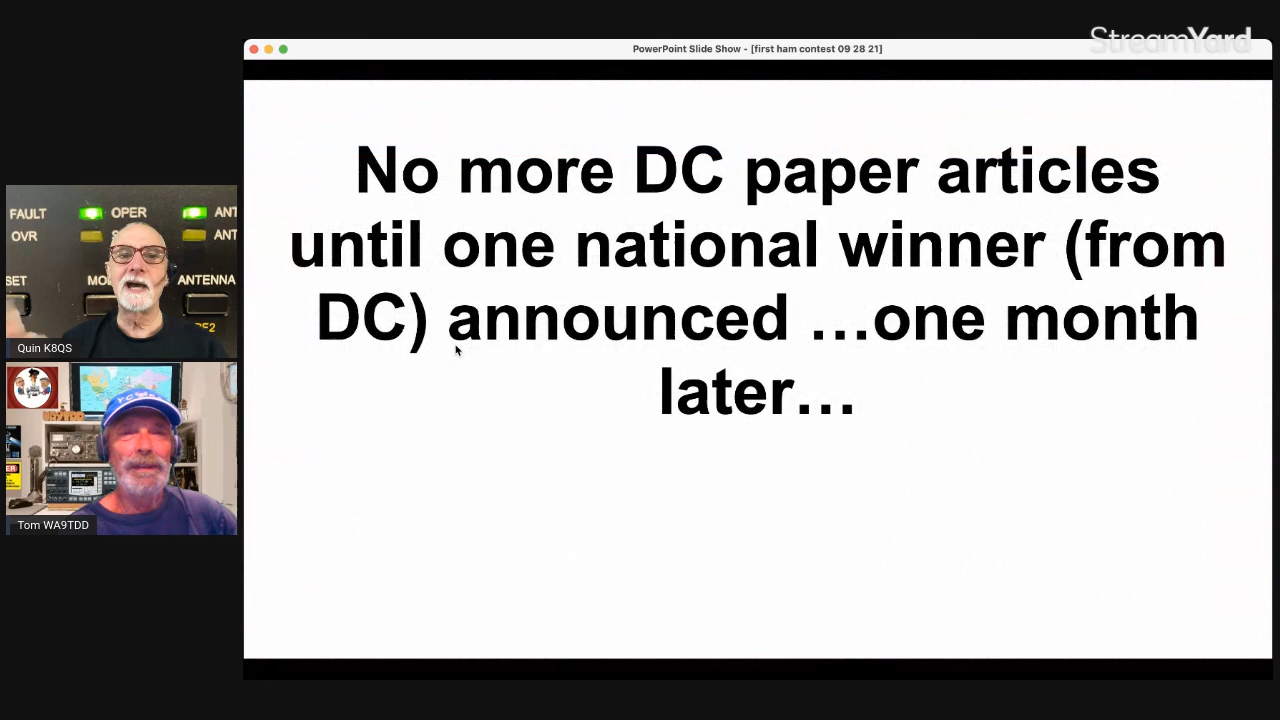 StreamYard
PowerPoint Slide Show - [first ham contest 09 28 21]
No more DC paper articles
until one national winner (from
DC) announced …one month
later…
FAULT OPER ANT
OVR ANT
SET ANTENNA
Quin K8QS
Tom WA9TDD